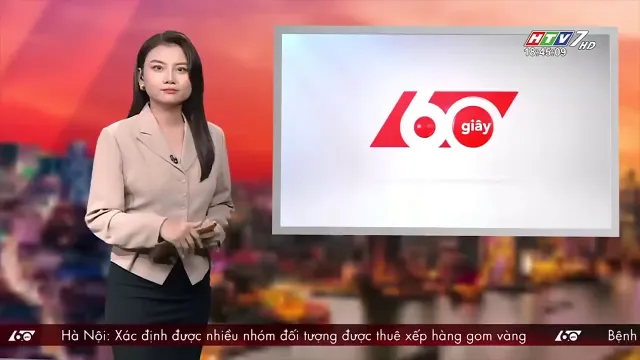 HTV7 HD
18:45:09
60 giây
Hà Nội: Xác định được nhiều nhóm đối tượng được thuê xếp hàng gom vàng
60
Bệnh